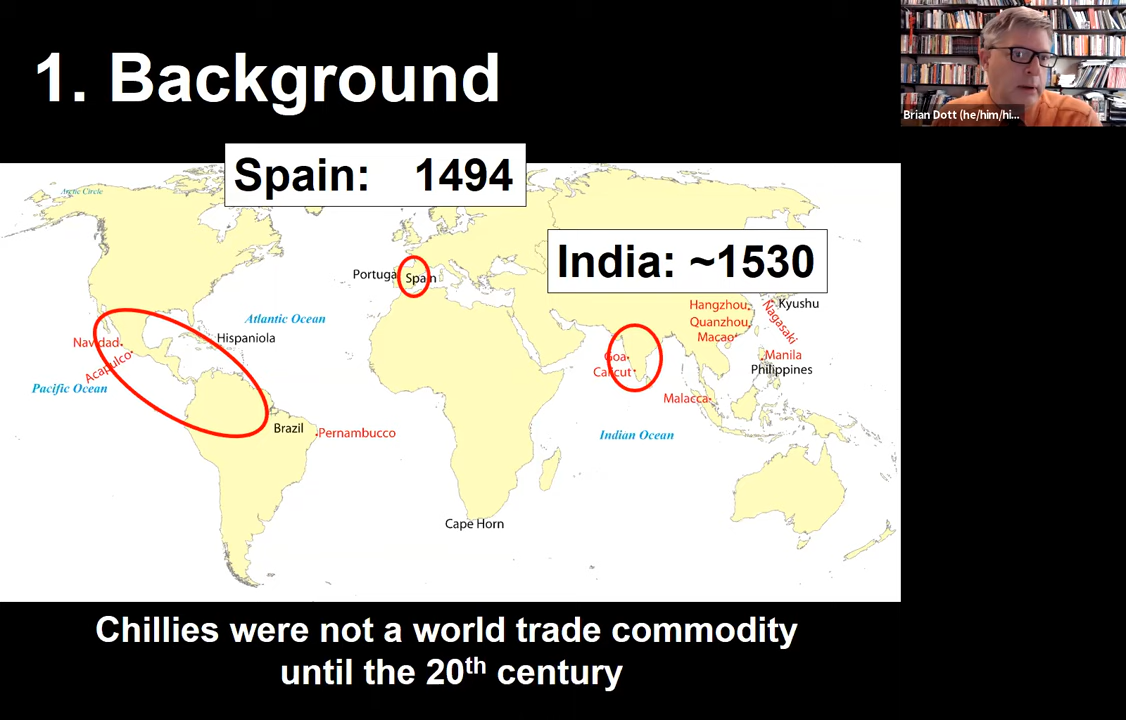 1. Background
Brian Dott (he/him/hi...
Spain: 1494
Arctic Circle
India: ~1530
Portuga
Spain
Hangzhou
Kyushu
Quanzhou
Nagasaki
Macao
Atlantic Ocean
Hispaniola
Navidad
Acapulco
Goa
Calicut
Manila
Philippines
Pacific Ocean
Malacca
Brazil
Pernambucco
Indian Ocean
Cape Horn
Chillies were not a world trade commodity
until the 20th century